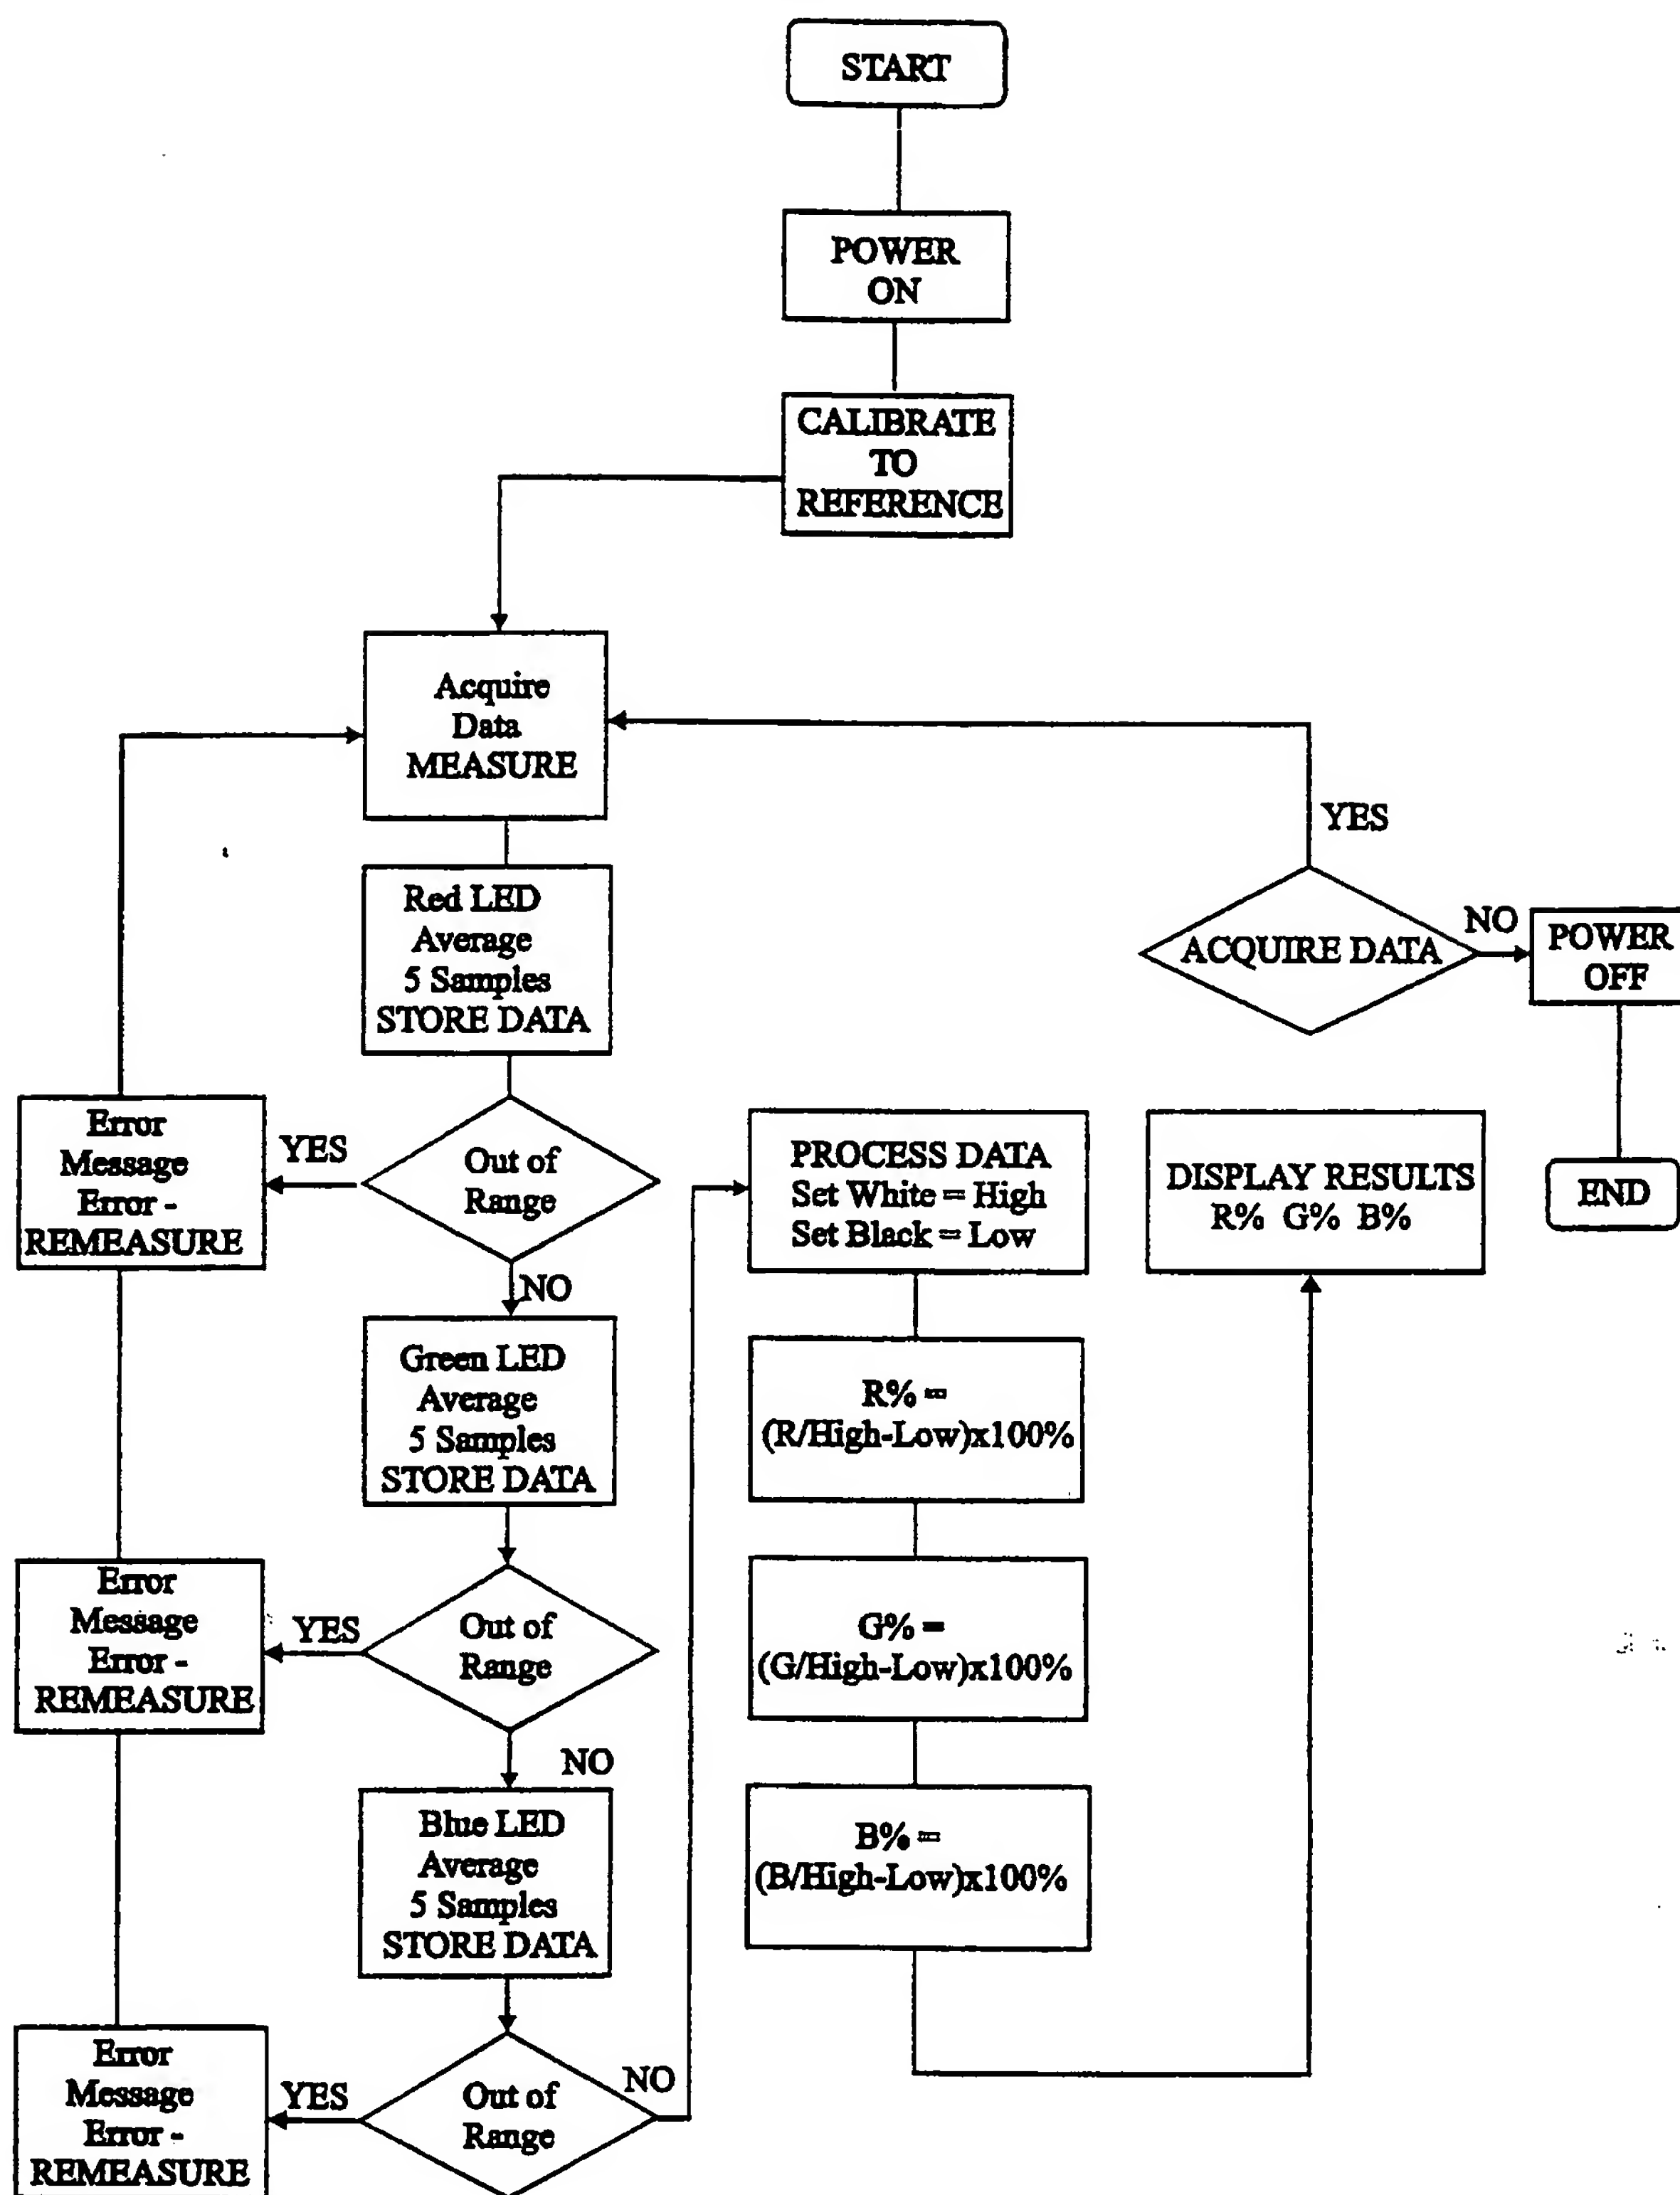 START
POWER
ON
CALIBRATE
TO
REFERENCE
Acquire
Data
MEASURE
Red LED
Average
5 Samples
STORE DATA
Out of
Range
YES
Error
Message
Error -
REMEASURE
NO
Green LED
Average
5 Samples
STORE DATA
Out of
Range
YES
Error
Message
Error -
REMEASURE
NO
Blue LED
Average
5 Samples
STORE DATA
Out of
Range
YES
Error
Message
Error -
REMEASURE
NO
PROCESS DATA
Set White = High
Set Black = Low
R% =
(R/High-Low)x100%
G% =
(G/High-Low)x100%
B% =
(B/High-Low)x100%
DISPLAY RESULTS
R% G% B%
ACQUIRE DATA
YES
NO
POWER
OFF
END